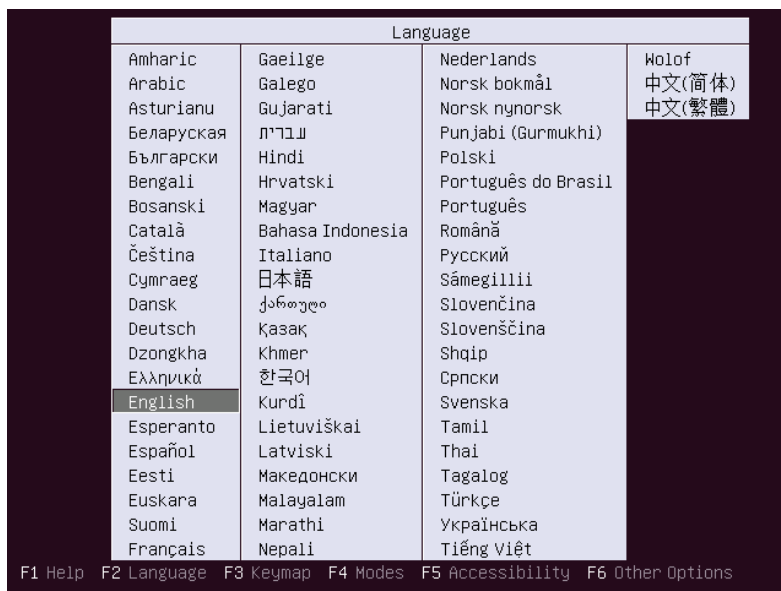 Language
Amharic
Arabic
Asturianu
Беларуская
Български
Bengali
Bosanski
Català
Čeština
Cymraeg
Dansk
Deutsch
Dzongkha
Ελληνικά
English
Esperanto
Español
Eesti
Euskara
Suomi
Français
Gaeilge
Galego
Gujarati
עברית
Hindi
Hrvatski
Magyar
Bahasa Indonesia
Italiano
日本語
ქართული
Қазақ
Khmer
한국어
Kurdî
Lietuviškai
Latviski
Македонски
Malayalam
Marathi
Nepali
Nederlands
Norsk bokmål
Norsk nynorsk
Punjabi (Gurmukhi)
Polski
Português do Brasil
Português
Română
Русский
Sámegillii
Slovenčina
Slovenščina
Shqip
Српски
Svenska
Tamil
Thai
Tagalog
Türkçe
Українська
Tiếng Việt
Wolof
中文(简体)
中文(繁體)
F1 Help F2 Language F3 Keymap F4 Modes F5 Accessibility F6 Other Options